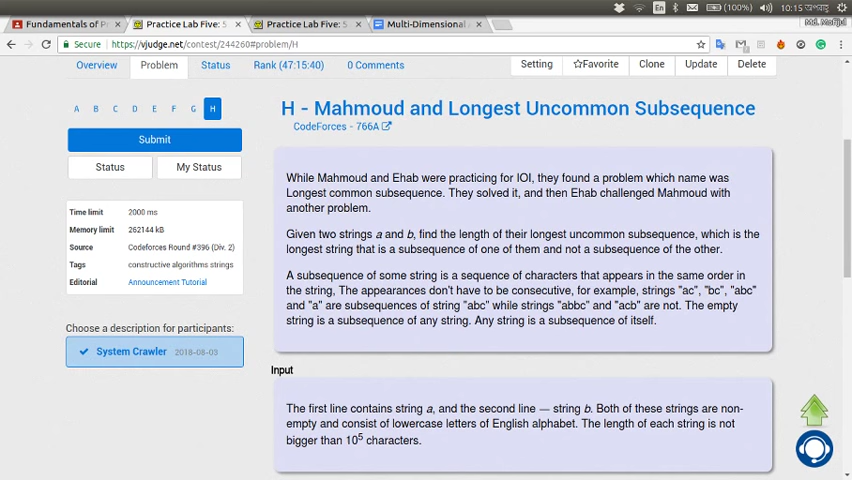 Fundamentals of Pr
Practice Lab Five: 5
Practice Lab Five: 5
Multi-Dimensional
En
(100%)
10:15 অপরাহ্ণ
Md. Mofijul
Secure
https://vjudge.net/contest/244260#problem/H
Overview
Problem
Status
Rank (47:15:40)
0 Comments
Setting
Favorite
Clone
Update
Delete
A B C D E F G H
Submit
Status
My Status
Time limit 2000 ms
Memory limit 262144 kB
Source Codeforces Round #396 (Div. 2)
Tags constructive algorithms strings
Editorial Announcement Tutorial
Choose a description for participants:
System Crawler 2018-08-03
H - Mahmoud and Longest Uncommon Subsequence
CodeForces - 766A
While Mahmoud and Ehab were practicing for IOI, they found a problem which name was
Longest common subsequence. They solved it, and then Ehab challenged Mahmoud with
another problem.
Given two strings a and b, find the length of their longest uncommon subsequence, which is the
longest string that is a subsequence of one of them and not a subsequence of the other.
A subsequence of some string is a sequence of characters that appears in the same order in
the string, The appearances don't have to be consecutive, for example, strings "ac", "bc", "abc"
and "a" are subsequences of string "abc" while strings "abbc" and "acb" are not. The empty
string is a subsequence of any string. Any string is a subsequence of itself.
Input
The first line contains string a, and the second line — string b. Both of these strings are non-
empty and consist of lowercase letters of English alphabet. The length of each string is not
bigger than 10⁵ characters.